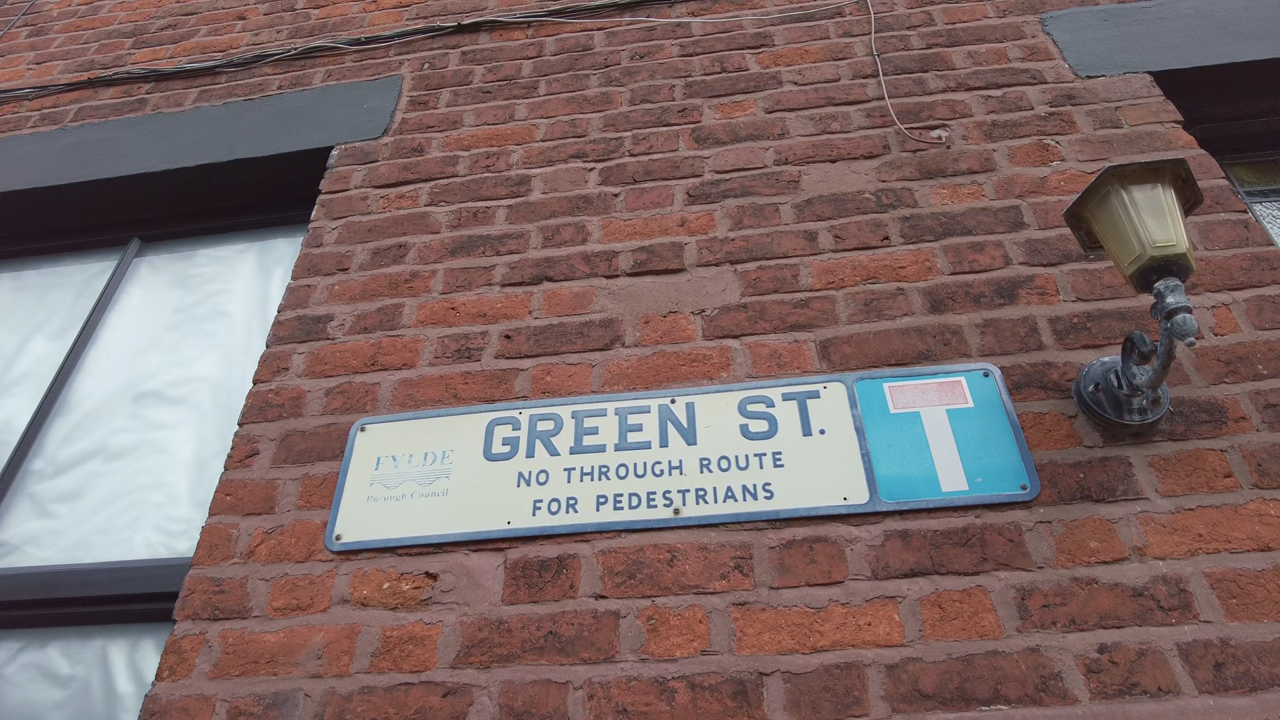 GREEN ST.
NO THROUGH ROUTE
FOR PEDESTRIANS
FYLDE
Borough Council